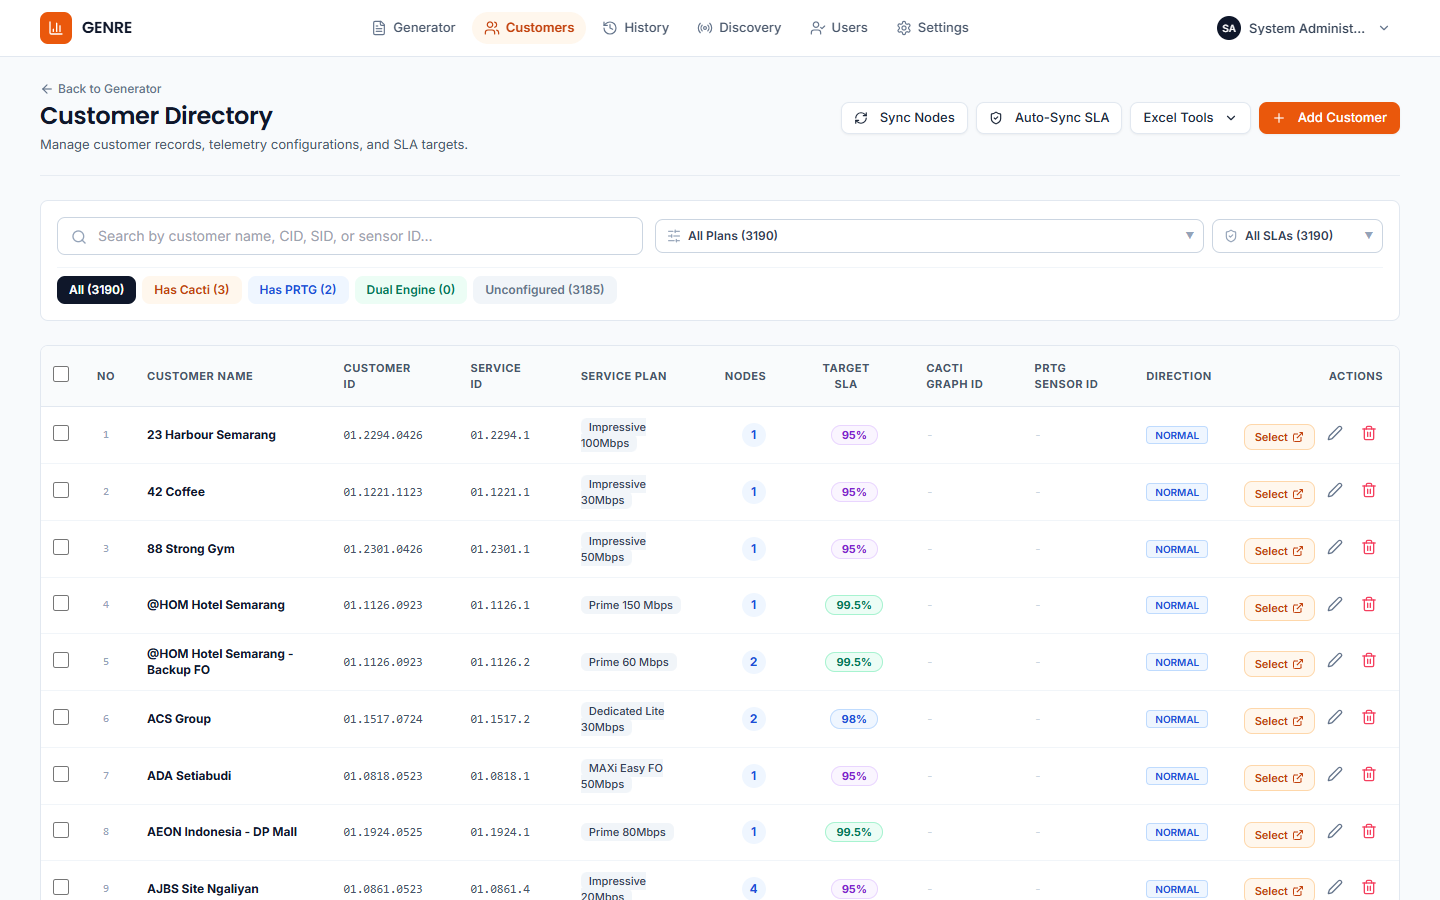 GENRE
Generator
Customers
History
Discovery
Users
Settings
SA
System Administ...
Back to Generator
Customer Directory
Manage customer records, telemetry configurations, and SLA targets.
Sync Nodes
Auto-Sync SLA
Excel Tools
Add Customer
Search by customer name, CID, SID, or sensor ID...
All Plans (3190)
All SLAs (3190)
All (3190)
Has Cacti (3)
Has PRTG (2)
Dual Engine (0)
Unconfigured (3185)
NO
CUSTOMER NAME
CUSTOMER
ID
SERVICE
ID
SERVICE PLAN
NODES
TARGET
SLA
CACTI
GRAPH ID
PRTG
SENSOR ID
DIRECTION
ACTIONS
1
23 Harbour Semarang
01.2294.0426
01.2294.1
Impressive
100Mbps
1
95%
-
-
NORMAL
Select
2
42 Coffee
01.1221.1123
01.1221.1
Impressive
30Mbps
1
95%
-
-
NORMAL
Select
3
88 Strong Gym
01.2301.0426
01.2301.1
Impressive
50Mbps
1
95%
-
-
NORMAL
Select
4
@HOM Hotel Semarang
01.1126.0923
01.1126.1
Prime 150 Mbps
1
99.5%
-
-
NORMAL
Select
5
@HOM Hotel Semarang -
Backup FO
01.1126.0923
01.1126.2
Prime 60 Mbps
2
99.5%
-
-
NORMAL
Select
6
ACS Group
01.1517.0724
01.1517.2
Dedicated Lite
30Mbps
2
98%
-
-
NORMAL
Select
7
ADA Setiabudi
01.0818.0523
01.0818.1
MAXi Easy FO
50Mbps
1
95%
-
-
NORMAL
Select
8
AEON Indonesia - DP Mall
01.1924.0525
01.1924.1
Prime 80Mbps
1
99.5%
-
-
NORMAL
Select
9
AJBS Site Ngaliyan
01.0861.0523
01.0861.4
Impressive
20Mbps
4
95%
-
-
NORMAL
Select